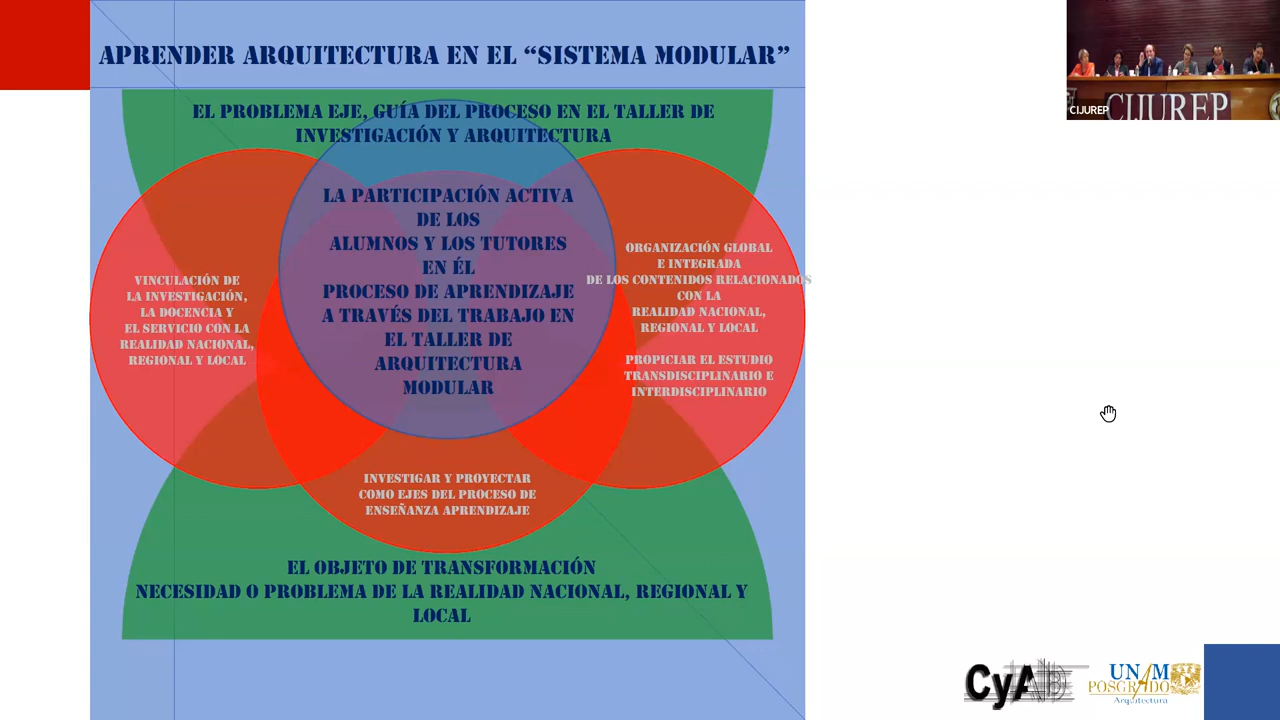 APRENDER ARQUITECTURA EN EL “SISTEMA MODULAR”
EL PROBLEMA EJE, GUÍA DEL PROCESO EN EL TALLER DE
INVESTIGACIÓN Y ARQUITECTURA
LA PARTICIPACIÓN ACTIVA
DE LOS
ALUMNOS Y LOS TUTORES
EN ÉL
PROCESO DE APRENDIZAJE
A TRAVÉS DEL TRABAJO EN
EL TALLER DE
ARQUITECTURA
MODULAR
VINCULACIÓN DE
LA INVESTIGACIÓN,
LA DOCENCIA Y
EL SERVICIO CON LA
REALIDAD NACIONAL,
REGIONAL Y LOCAL
ORGANIZACIÓN GLOBAL
E INTEGRADA
DE LOS CONTENIDOS RELACIONADOS
CON LA
REALIDAD NACIONAL,
REGIONAL Y LOCAL
PROPICIAR EL ESTUDIO
TRANSDISCIPLINARIO E
INTERDISCIPLINARIO
INVESTIGAR Y PROYECTAR
COMO EJES DEL PROCESO DE
ENSEÑANZA APRENDIZAJE
EL OBJETO DE TRANSFORMACIÓN
NECESIDAD O PROBLEMA DE LA REALIDAD NACIONAL, REGIONAL Y
LOCAL
CIJUREP
CIJUREP
CyAD
UNAM
POSGRADO
Arquitectura